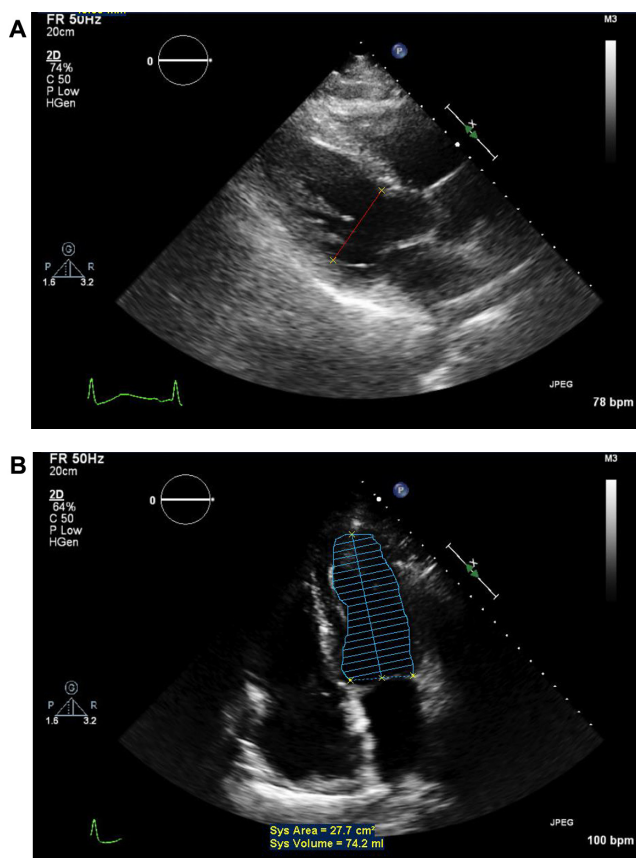 A
FR 50Hz
20cm
M3
2D
74%
C 50
P Low
HGen
0
P
G
P
R
1.6
3.2
X
JPEG
78 bpm
B
FR 50Hz
20cm
M3
2D
64%
C 50
P Low
HGen
0
P
X
G
P
R
1.6
3.2
Sys Area = 27.7 cm²
Sys Volume = 74.2 ml
JPEG
100 bpm